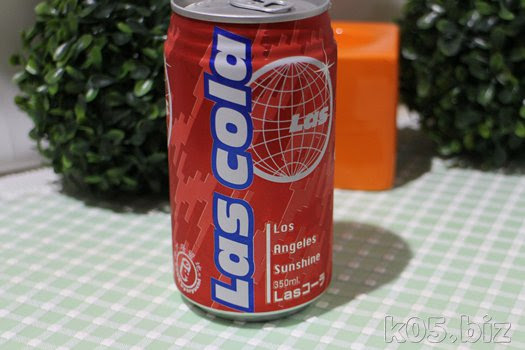 Las cola
Las
Los
Angeles
Sunshine
350ml.
Lasコーラ
k05.biz